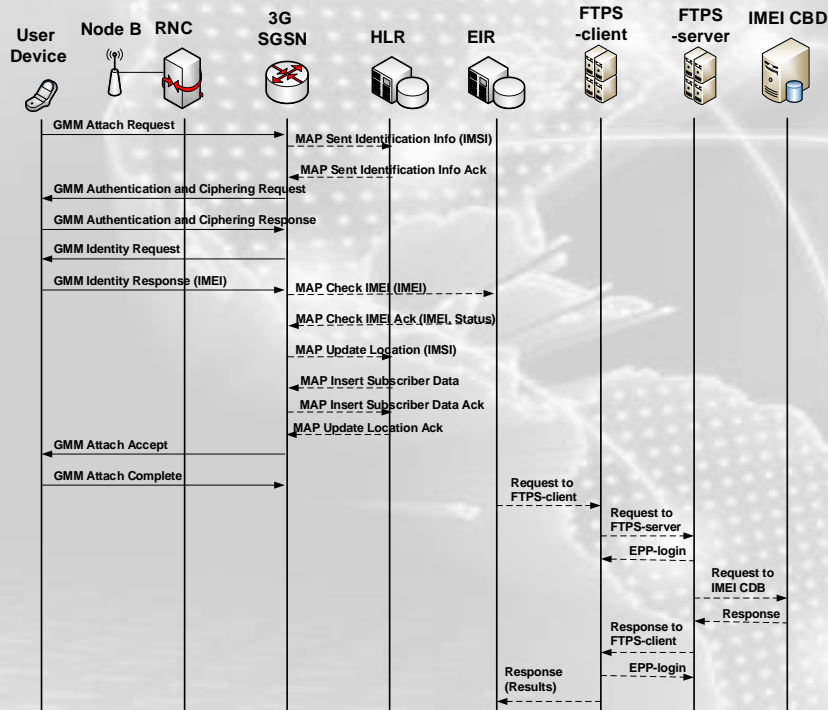 User
Device
Node B
RNC
3G
SGSN
HLR
EIR
FTPS
-client
FTPS
-server
IMEI CBD
GMM Attach Request
MAP Sent Identification Info (IMSI)
MAP Sent Identification Info Ack
GMM Authentication and Ciphering Request
GMM Authentication and Ciphering Response
GMM Identity Request
GMM Identity Response (IMEI)
MAP Check IMEI (IMEI)
MAP Check IMEI Ack (IMEI, Status)
MAP Update Location (IMSI)
MAP Insert Subscriber Data
MAP Insert Subscriber Data Ack
MAP Update Location Ack
GMM Attach Accept
GMM Attach Complete
Request to
FTPS-client
Request to
FTPS-server
EPP-login
Request to
IMEI CDB
Response
Response to
FTPS-client
EPP-login
Response
(Results)